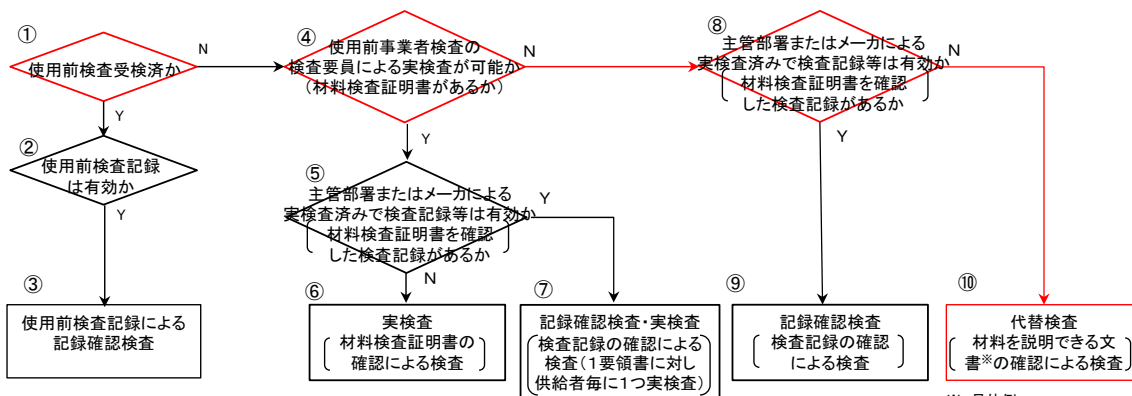 ①
使用前検査受検済か
N
Y
②
使用前検査記録
は有効か
Y
③
使用前検査記録による
記録確認検査
④
使用前事業者検査の
検査要員による実検査が可能か
（材料検査証明書があるか）
N
Y
⑤
主管部署またはメーカによる
実検査済みで検査記録等は有効か
材料検査証明書を確認
した検査記録があるか
Y
N
⑥
実検査
材料検査証明書の
確認による検査
⑦
記録確認検査・実検査
検査記録の確認による
検査（１要領書に対し
供給者毎に１つ実検査）
⑧
主管部署またはメーカによる
実検査済みで検査記録等は有効か
材料検査証明書を確認
した検査記録があるか
N
Y
⑨
記録確認検査
検査記録の確認
による検査
⑩
代替検査
材料を説明できる文
書※の確認による検査